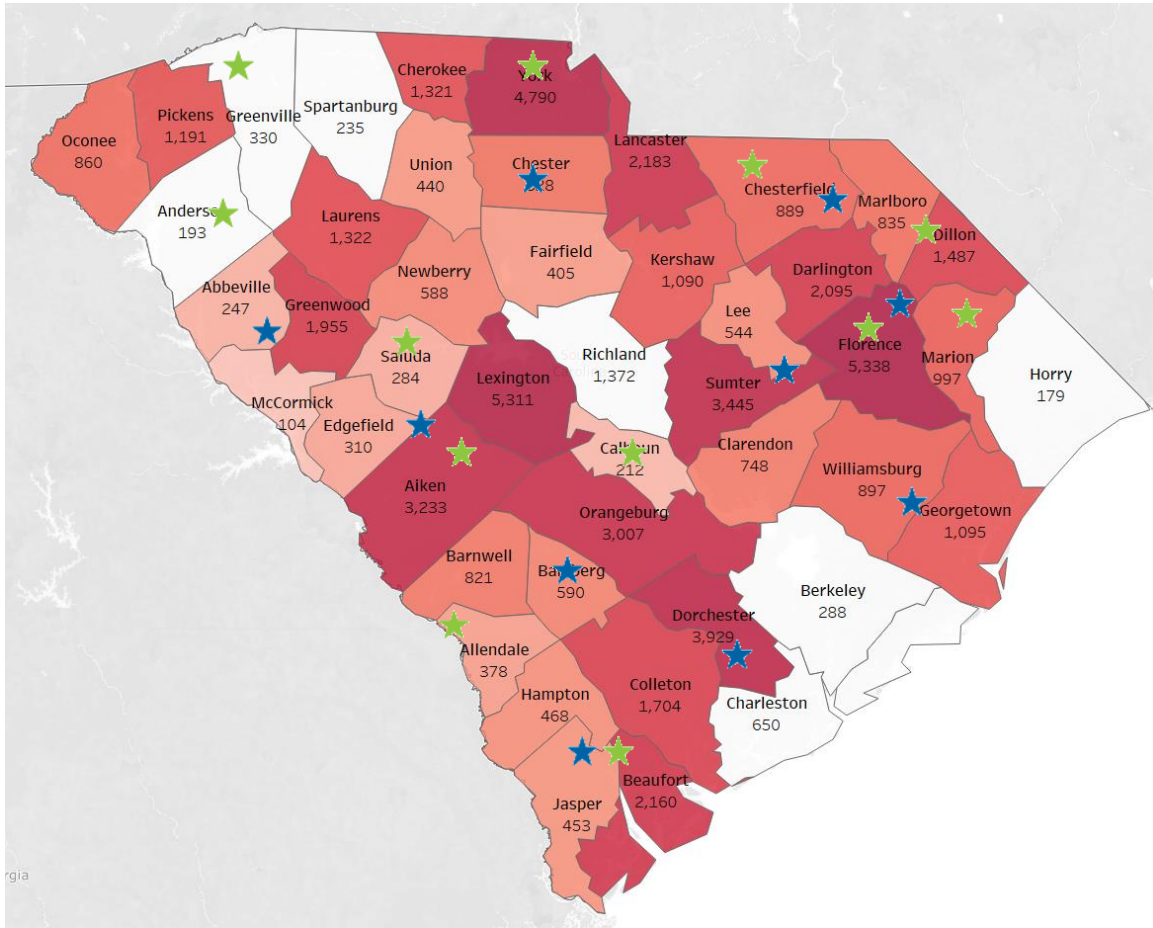 Cherokee
1,321
York
4,790
Pickens
1,191
Greenville
330
Spartanburg
235
Oconee
860
Union
440
Chester
Lancaster
2,183
Chesterfield
889
Marlboro
835
Dillon
1,487
Anderso
193
Laurens
1,322
Fairfield
405
Kershaw
1,090
Darlington
2,095
Newberry
588
Abbeville
247
Greenwood
1,955
Lee
544
Florence
5,338
Marion
997
Saluda
284
Richland
1,372
Horry
179
Lexington
5,311
Sumter
3,445
McCormick
104
Edgefield
310
Calhoun
212
Clarendon
748
Williamsburg
897
Aiken
3,233
Orangeburg
3,007
Georgetown
1,095
Barnwell
821
Bamberg
590
Berkeley
288
Dorchester
3,929
Allendale
378
Colleton
1,704
Hampton
468
Charleston
650
Beaufort
2,160
Jasper
453
rgia